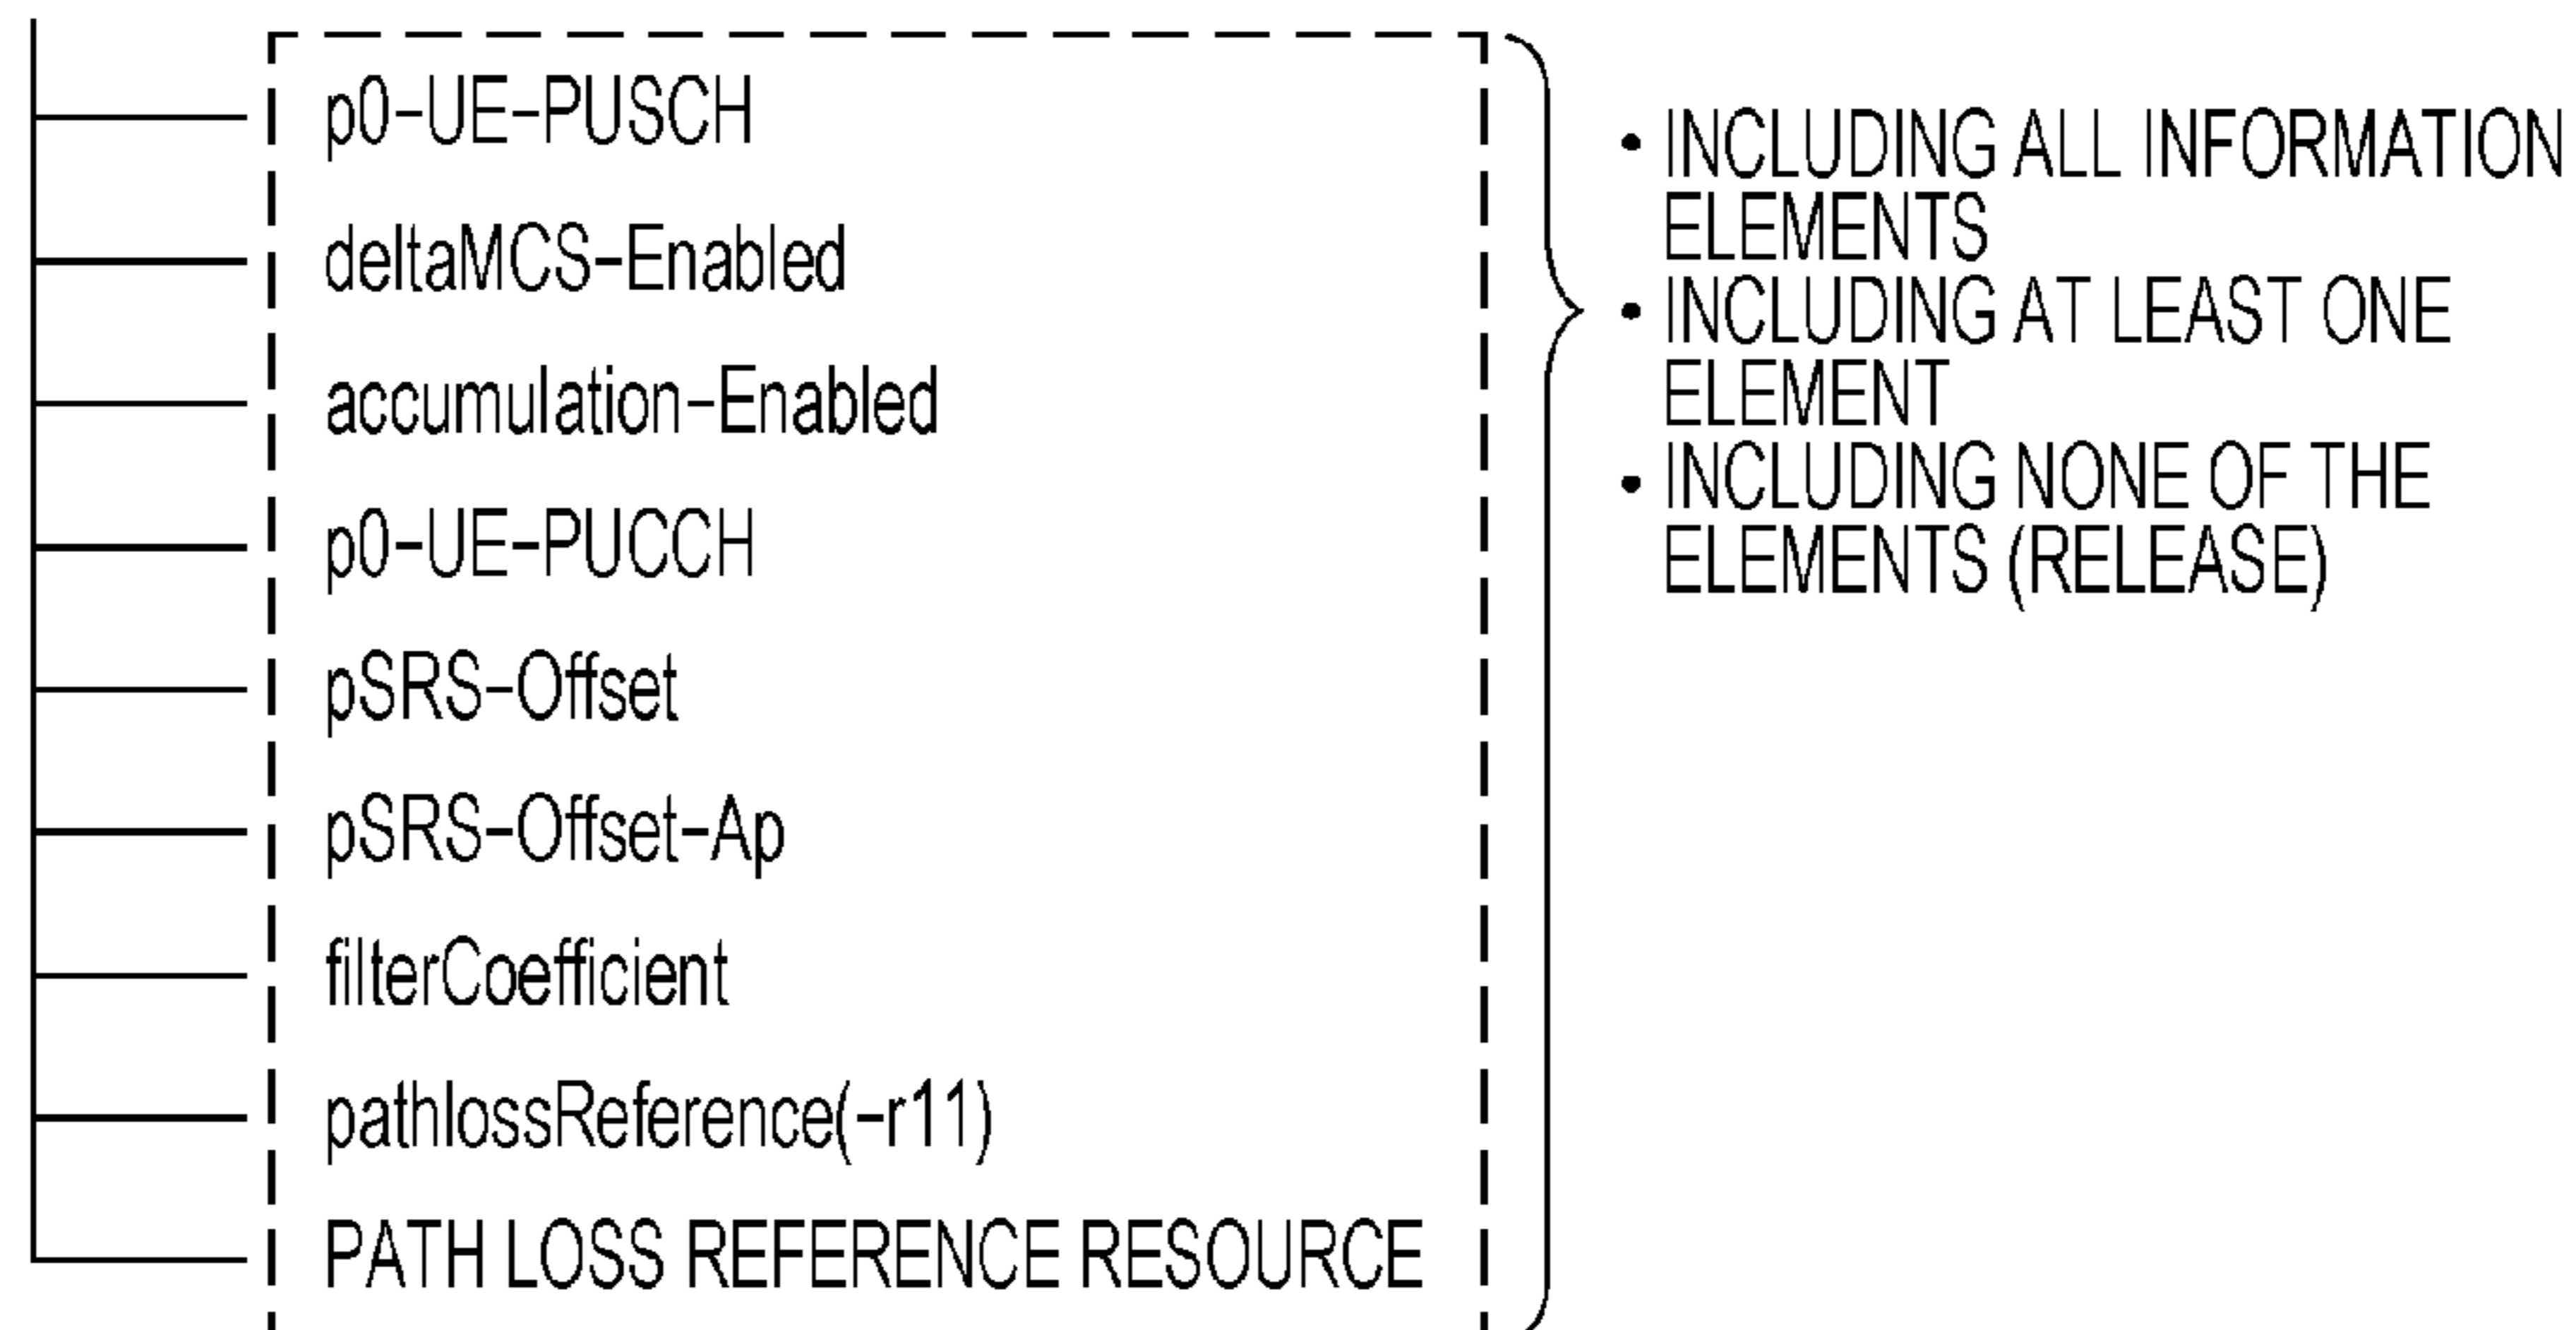 p0-UE-PUSCH
deltaMCS-Enabled
accumulation-Enabled
p0-UE-PUCCH
pSRS-Offset
pSRS-Offset-Ap
filterCoefficient
pathlossReference(-r11)
PATH LOSS REFERENCE RESOURCE
• INCLUDING ALL INFORMATION
ELEMENTS
• INCLUDING AT LEAST ONE
ELEMENT
• INCLUDING NONE OF THE
ELEMENTS (RELEASE)